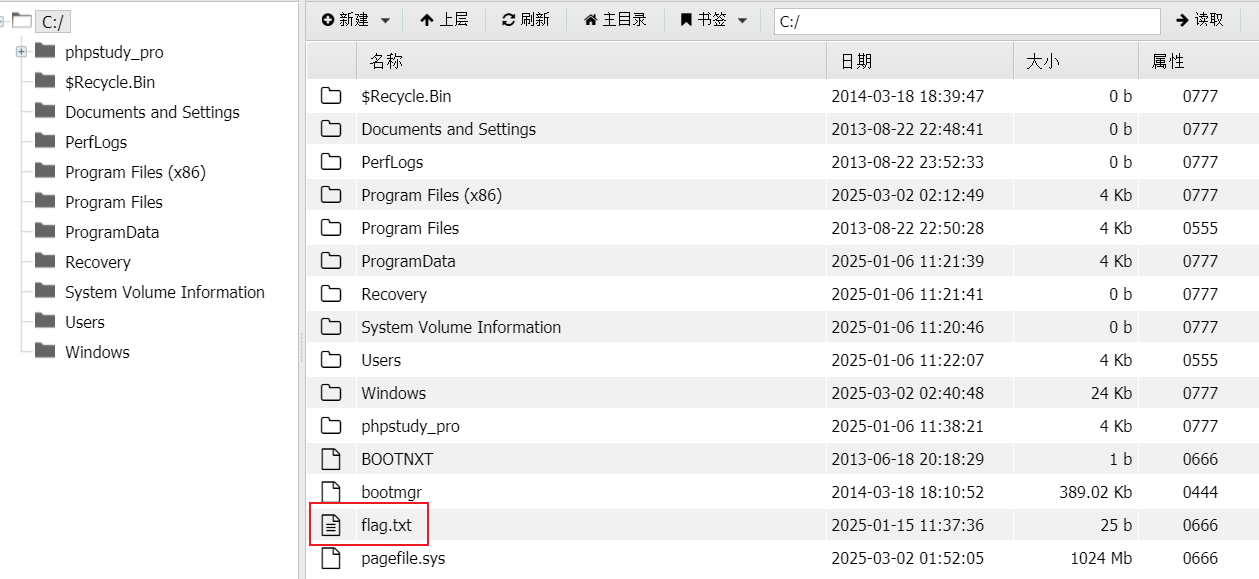 C:/
phpstudy_pro
$Recycle.Bin
Documents and Settings
PerfLogs
Program Files (x86)
Program Files
ProgramData
Recovery
System Volume Information
Users
Windows
新建 上层 刷新 主目录 书签 C:/ 读取
名称 日期 大小 属性
$Recycle.Bin 2014-03-18 18:39:47 0 b 0777
Documents and Settings 2013-08-22 22:48:41 0 b 0777
PerfLogs 2013-08-22 23:52:33 0 b 0777
Program Files (x86) 2025-03-02 02:12:49 4 Kb 0777
Program Files 2013-08-22 22:50:28 4 Kb 0555
ProgramData 2025-01-06 11:21:39 4 Kb 0777
Recovery 2025-01-06 11:21:41 0 b 0777
System Volume Information 2025-01-06 11:20:46 0 b 0777
Users 2025-01-06 11:22:07 4 Kb 0555
Windows 2025-03-02 02:40:48 24 Kb 0777
phpstudy_pro 2025-01-06 11:38:21 4 Kb 0777
BOOTNXT 2013-06-18 20:18:29 1 b 0666
bootmgr 2014-03-18 18:10:52 389.02 Kb 0444
flag.txt 2025-01-15 11:37:36 25 b 0666
pagefile.sys 2025-03-02 01:52:05 1024 Mb 0666